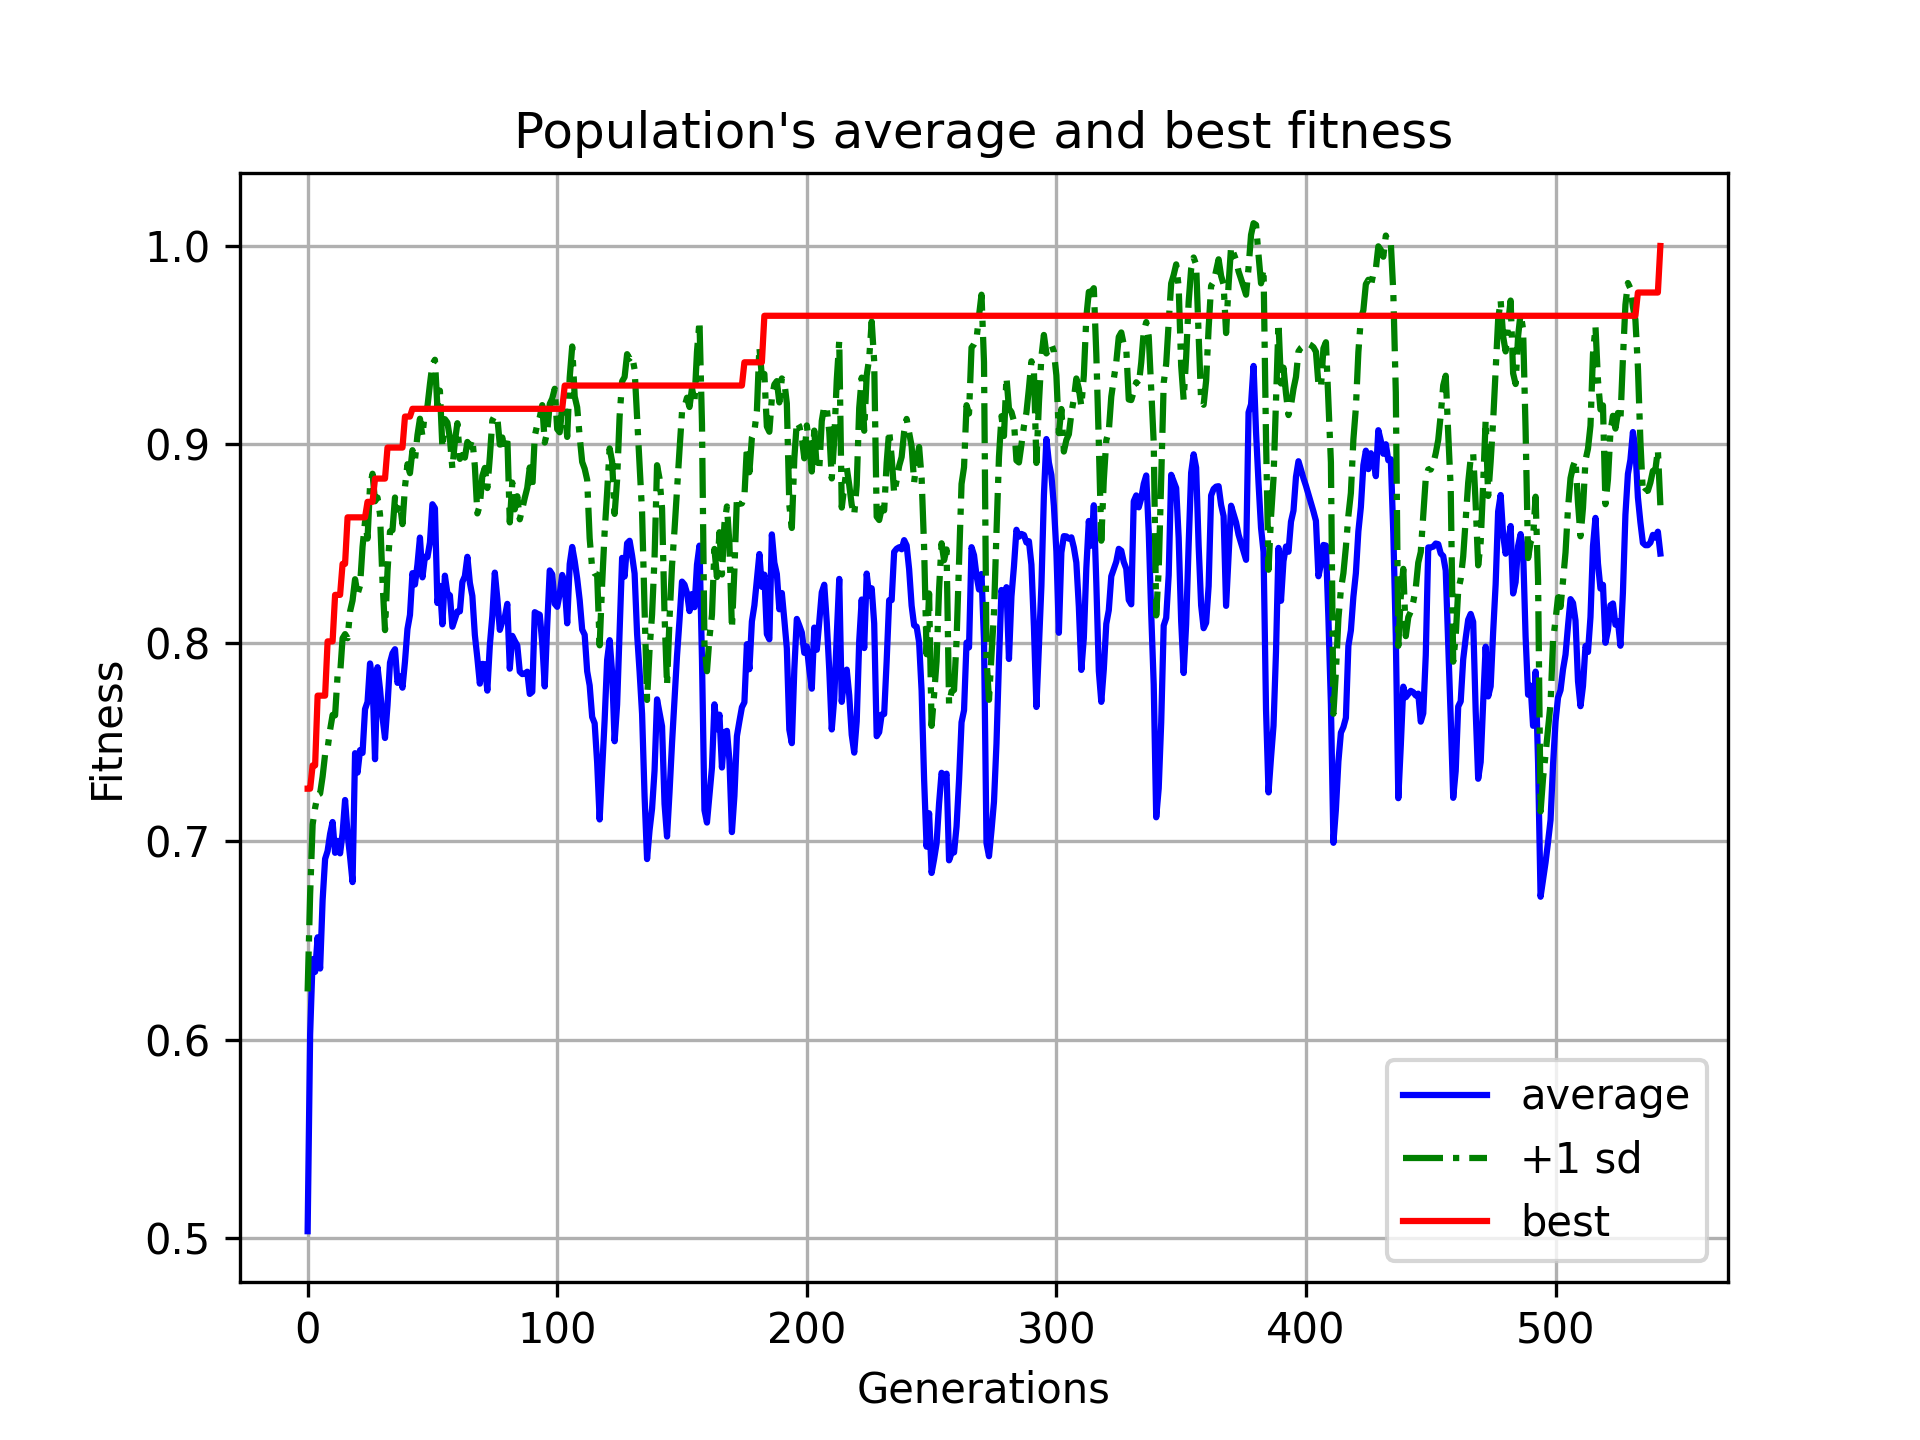 Population's average and best fitness
Fitness
1.0
0.9
0.8
0.7
0.6
0.5
0 100 200 300 400 500
Generations
average
+1 sd
best